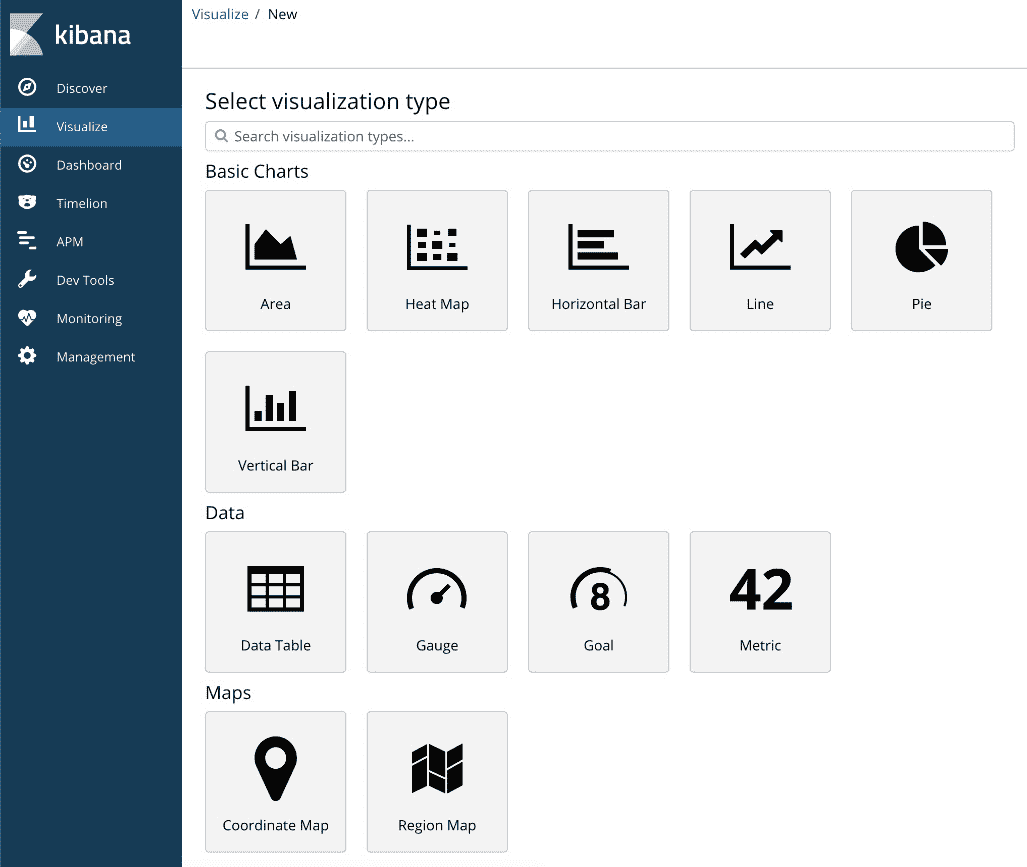 kibana
Discover
Visualize
Dashboard
Timelion
APM
Dev Tools
Monitoring
Management
Visualize / New
Select visualization type
Search visualization types...
Basic Charts
Area
Heat Map
Horizontal Bar
Line
Pie
Vertical Bar
Data
8
42
Data Table
Gauge
Goal
Metric
Maps
Coordinate Map
Region Map